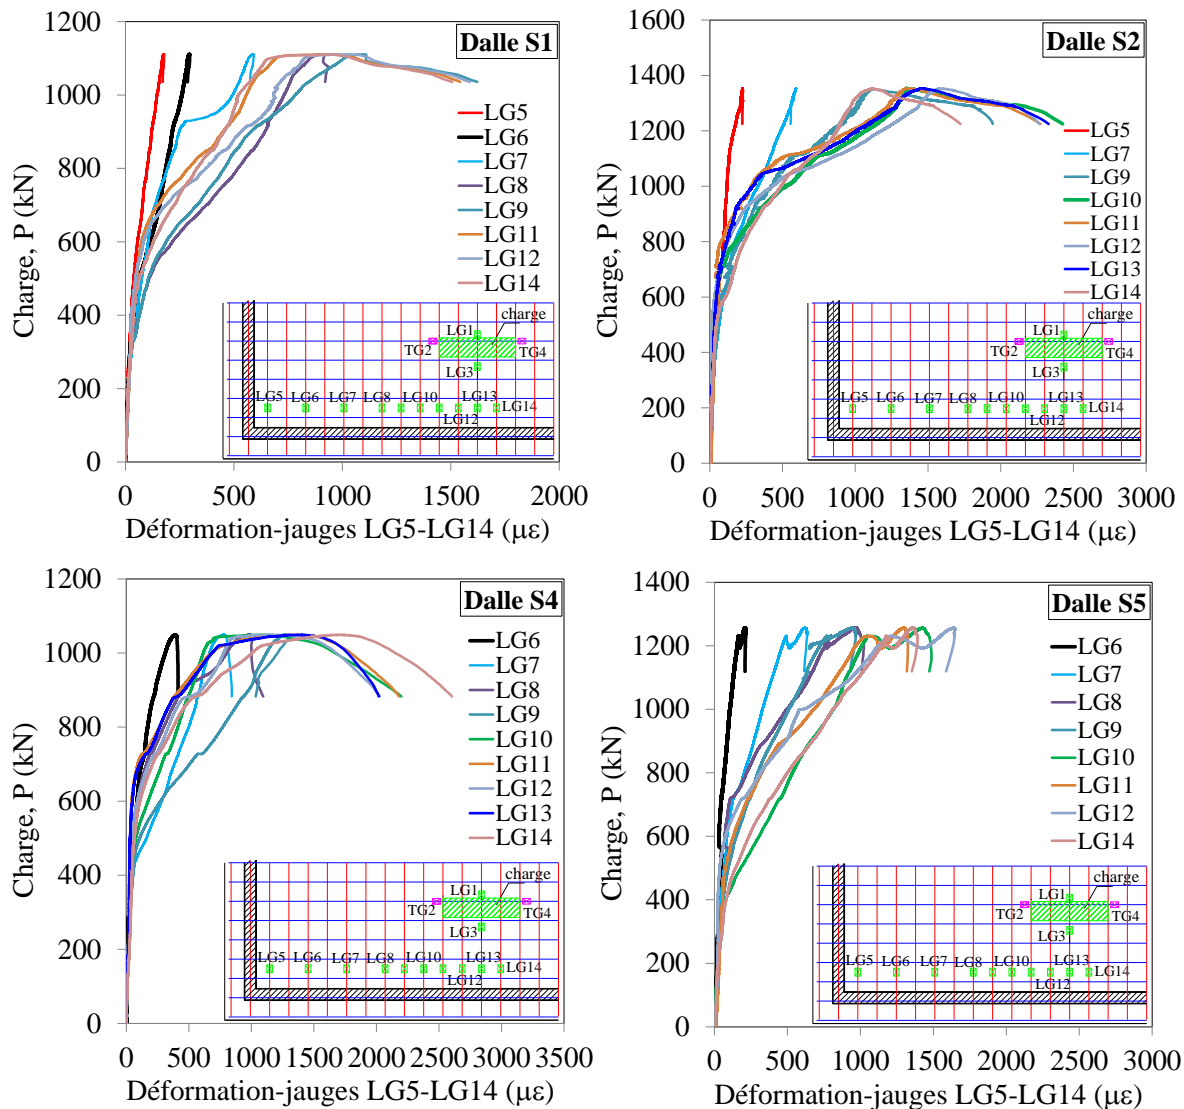 Dalle S1
Charge, P (kN)
1200
1000
800
600
400
200
0
LG5
LG6
LG7
LG8
LG9
LG11
LG12
LG14
LG1
charge
TG2
TG4
LG3
LG5 LG6 LG7 LG8 LG10 LG13
LG14
LG12
0 500 1000 1500 2000
Déformation-jauges LG5-LG14 (με)
Dalle S2
Charge, P (kN)
1600
1400
1200
1000
800
600
400
200
0
LG5
LG7
LG9
LG10
LG11
LG12
LG13
LG14
LG1
charge
TG2
TG4
LG3
LG5 LG6 LG7 LG8 LG10 LG13
LG14
LG12
0 500 1000 1500 2000 2500 3000
Déformation-jauges LG5-LG14 (με)
Dalle S4
Charge, P (kN)
1200
1000
800
600
400
200
0
LG6
LG7
LG8
LG9
LG10
LG11
LG12
LG13
LG14
LG1
charge
TG2
TG4
LG3
LG5 LG6 LG7 LG8 LG10 LG13
LG14
LG12
0 500 1000 1500 2000 2500 3000 3500
Déformation-jauges LG5-LG14 (με)
Dalle S5
Charge, P (kN)
1400
1200
1000
800
600
400
200
0
LG6
LG7
LG8
LG9
LG10
LG11
LG12
LG14
LG1
charge
TG2
TG4
LG3
LG5 LG6 LG7 LG8 LG10 LG13
LG14
LG12
0 500 1000 1500 2000 2500 3000
Déformation-jauges LG5-LG14 (με)